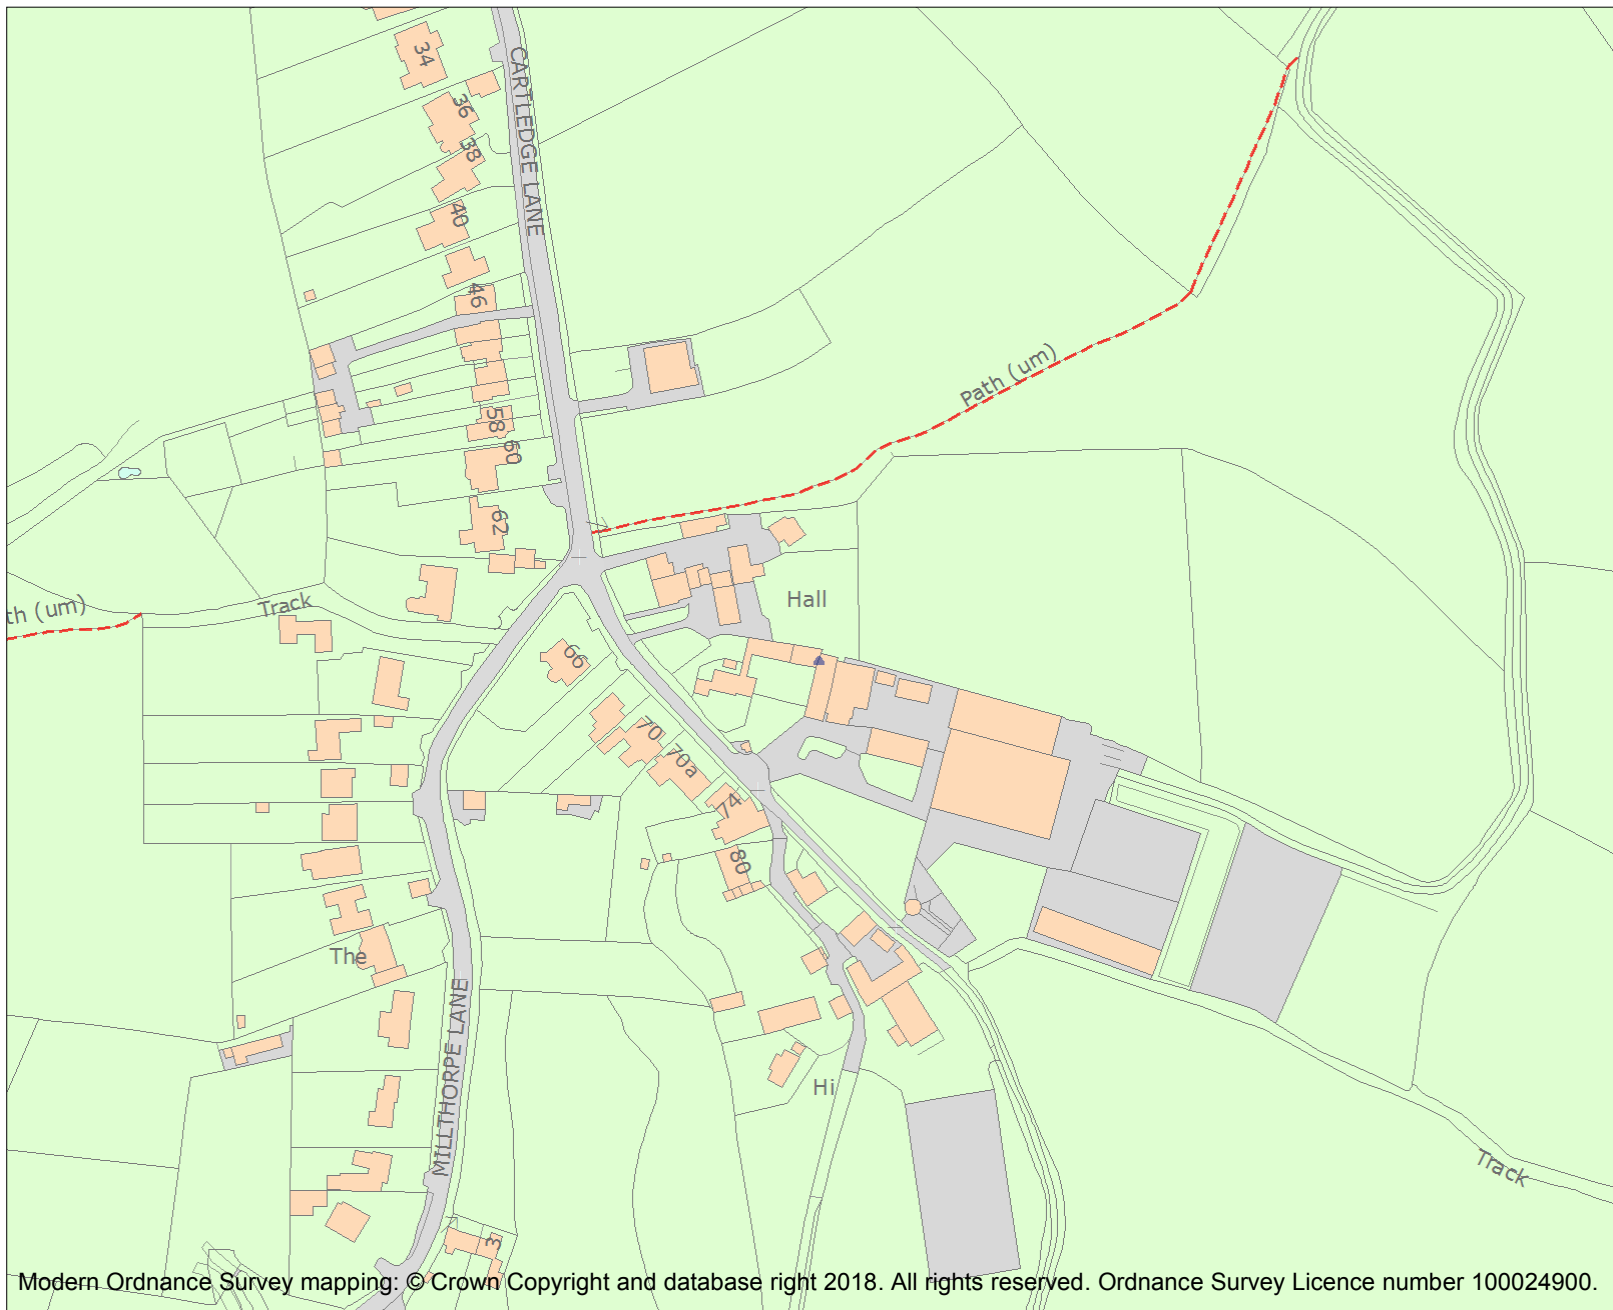 34
CARTLEDGE LANE
36
38
40
46
Path (um)
58
60
62
th (um)
Track
Hall
66
70
70a
74
80
The
MILLTHORPE LANE
Hi
Track
3
Modern Ordnance Survey mapping: © Crown Copyright and database right 2018. All rights reserved. Ordnance Survey Licence number 100024900.